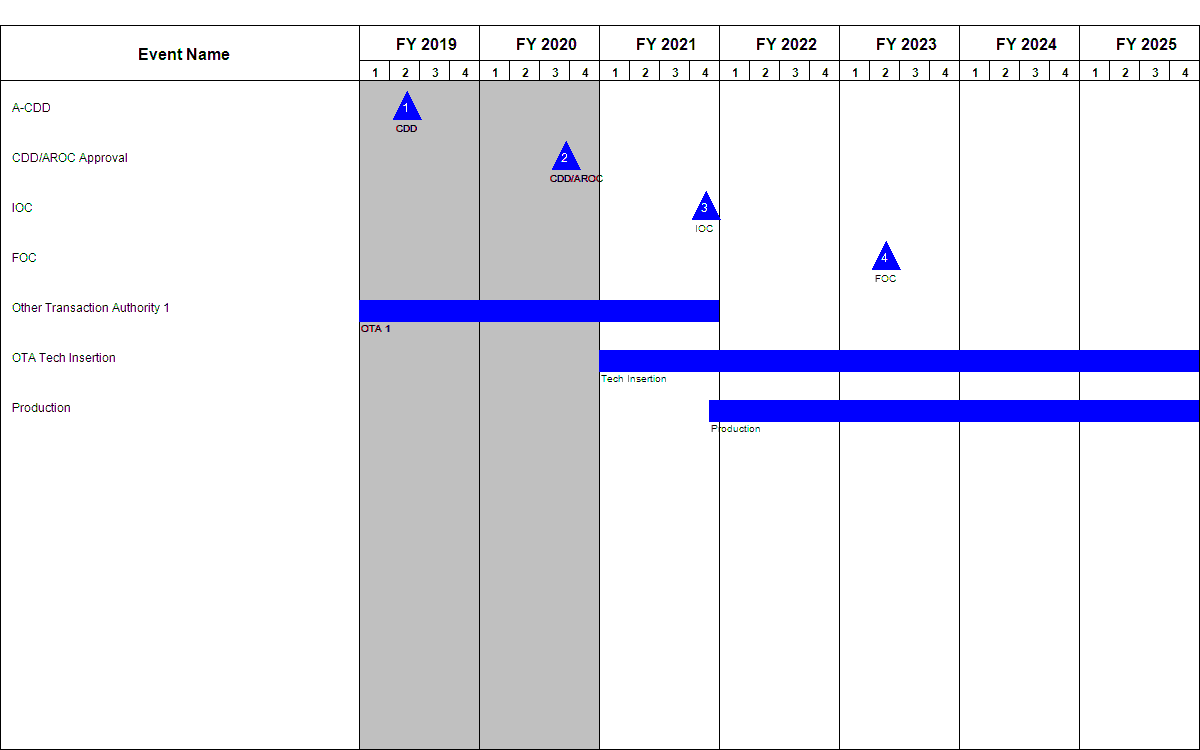 Event Name
FY 2019 FY 2020 FY 2021 FY 2022 FY 2023 FY 2024 FY 2025
1 2 3 4 1 2 3 4 1 2 3 4 1 2 3 4 1 2 3 4 1 2 3 4 1 2 3 4
A-CDD
1
CDD
CDD/AROC Approval
2
CDD/AROC
IOC
3
IOC
FOC
4
FOC
Other Transaction Authority 1
OTA 1
OTA Tech Insertion
Tech Insertion
Production
Production